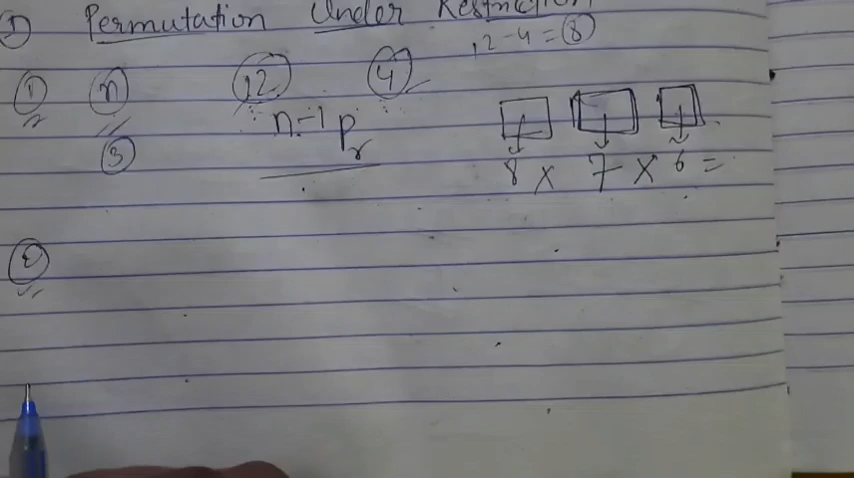 ① Permutation Under Restriction
12-4 = ⑧
① ⓝ 12 ④
n-1 P r
③
8 × 7 × 6 =
②